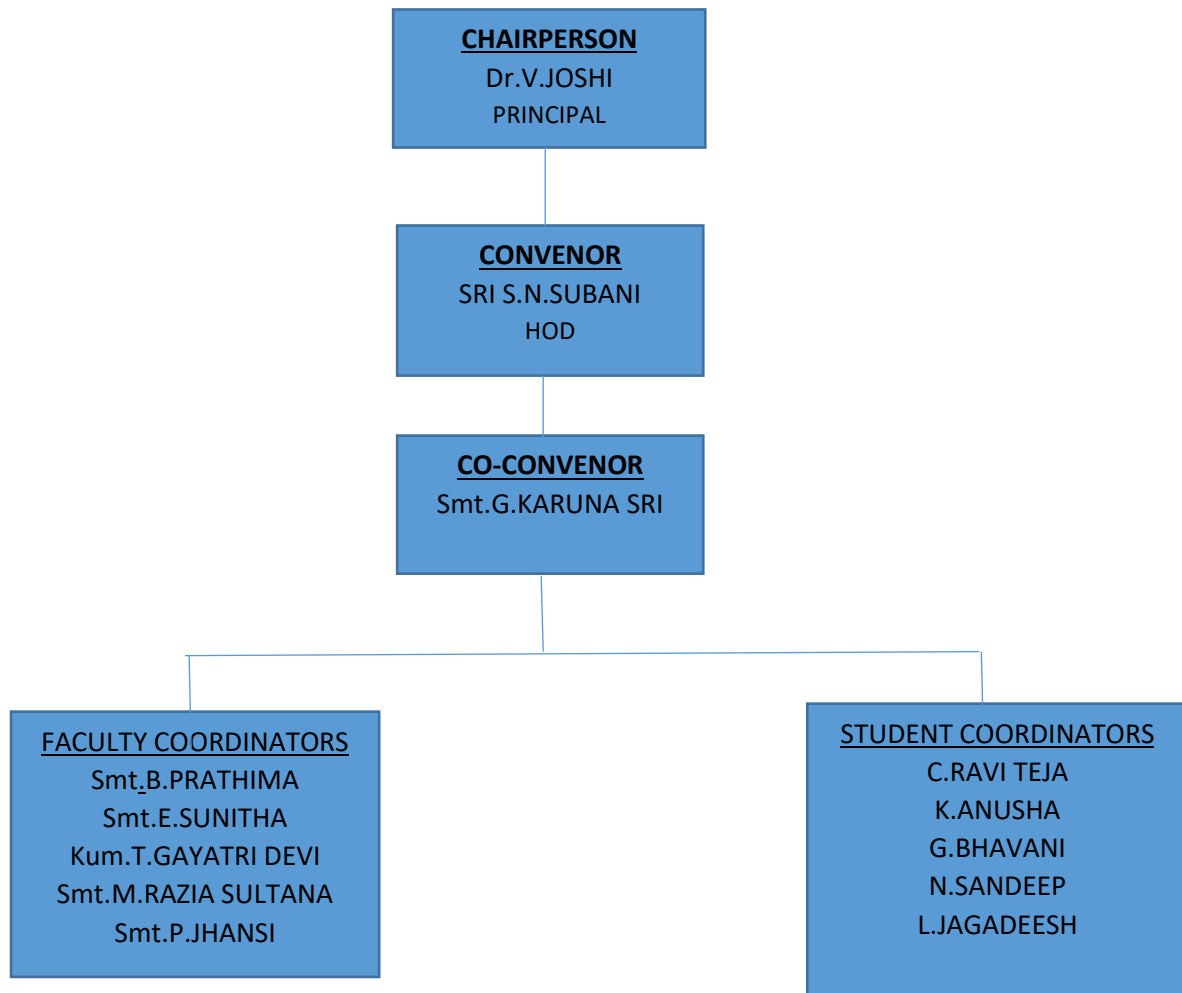 CHAIRPERSON
Dr.V.JOSHI
PRINCIPAL
CONVENOR
SRI S.N.SUBANI
HOD
CO-CONVENOR
Smt.G.KARUNA SRI
FACULTY COORDINATORS
Smt.B.PRATHIMA
Smt.E.SUNITHA
Kum.T.GAYATRI DEVI
Smt.M.RAZIA SULTANA
Smt.P.JHANSI
STUDENT COORDINATORS
C.RAVI TEJA
K.ANUSHA
G.BHAVANI
N.SANDEEP
L.JAGADEESH